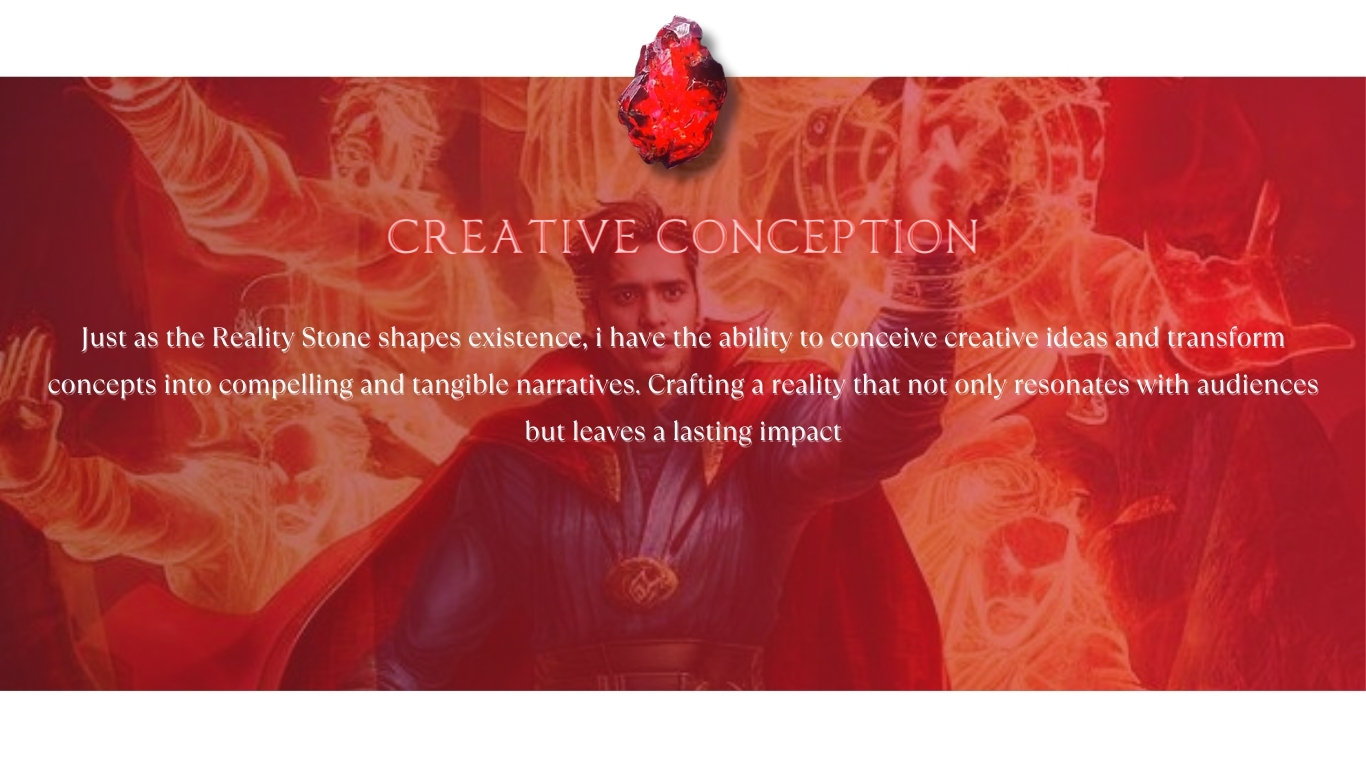 CREATIVE CONCEPTION
Just as the Reality Stone shapes existence, i have the ability to conceive creative ideas and transform
concepts into compelling and tangible narratives. Crafting a reality that not only resonates with audiences
but leaves a lasting impact